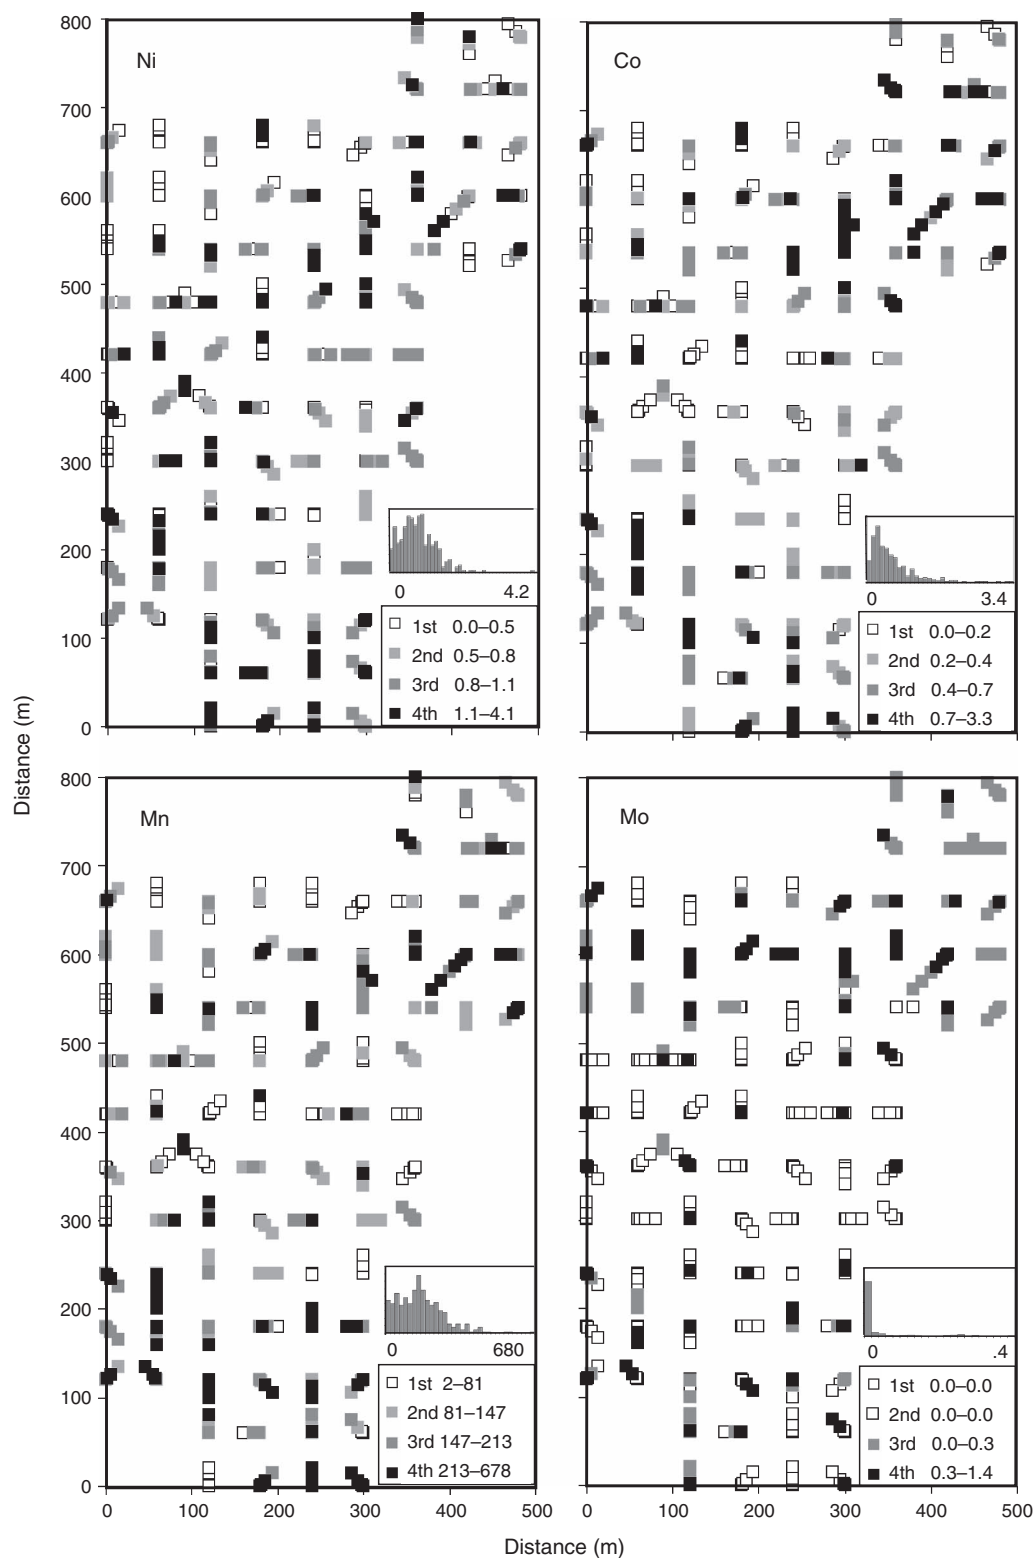 800
700
600
500
400
300
200
100
0
Ni
0 4.2
1st 0.0–0.5
2nd 0.5–0.8
3rd 0.8–1.1
4th 1.1–4.1
Co
0 3.4
1st 0.0–0.2
2nd 0.2–0.4
3rd 0.4–0.7
4th 0.7–3.3
Distance (m)
800
700
600
500
400
300
200
100
0
Mn
0 680
1st 2–81
2nd 81–147
3rd 147–213
4th 213–678
0 100 200 300 400 500
Mo
0 .4
1st 0.0–0.0
2nd 0.0–0.0
3rd 0.0–0.3
4th 0.3–1.4
0 100 200 300 400 500
Distance (m)